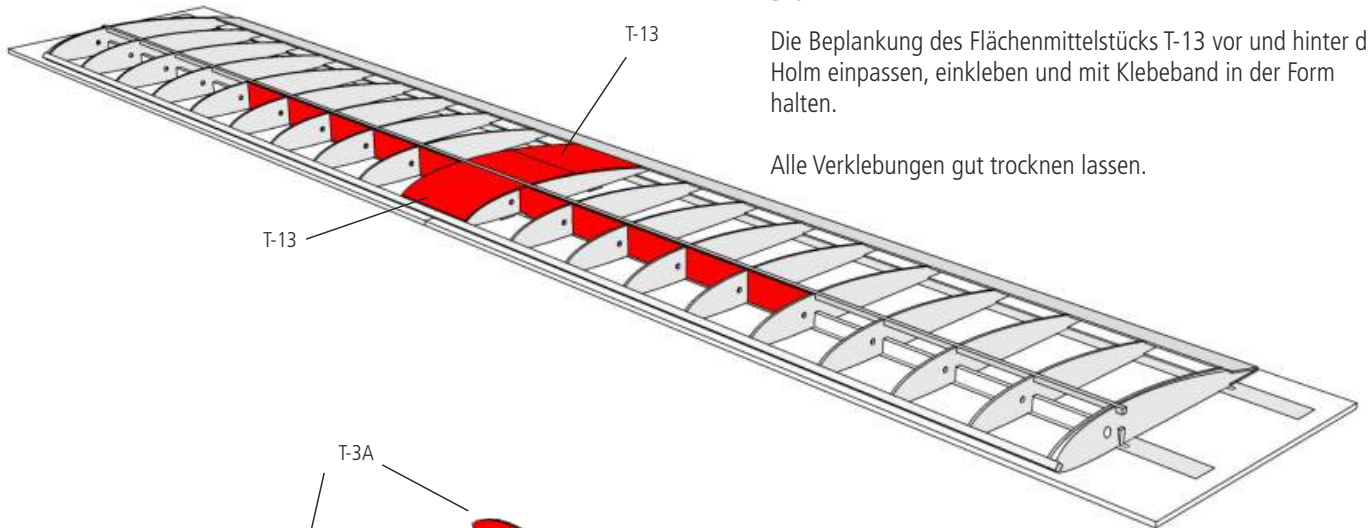 T-13
Die Beplankung des Flächenmittelstücks T-13 vor und hinter d
Holm einpassen, einkleben und mit Klebeband in der Form
halten.
Alle Verklebungen gut trocknen lassen.
T-13
T-3A